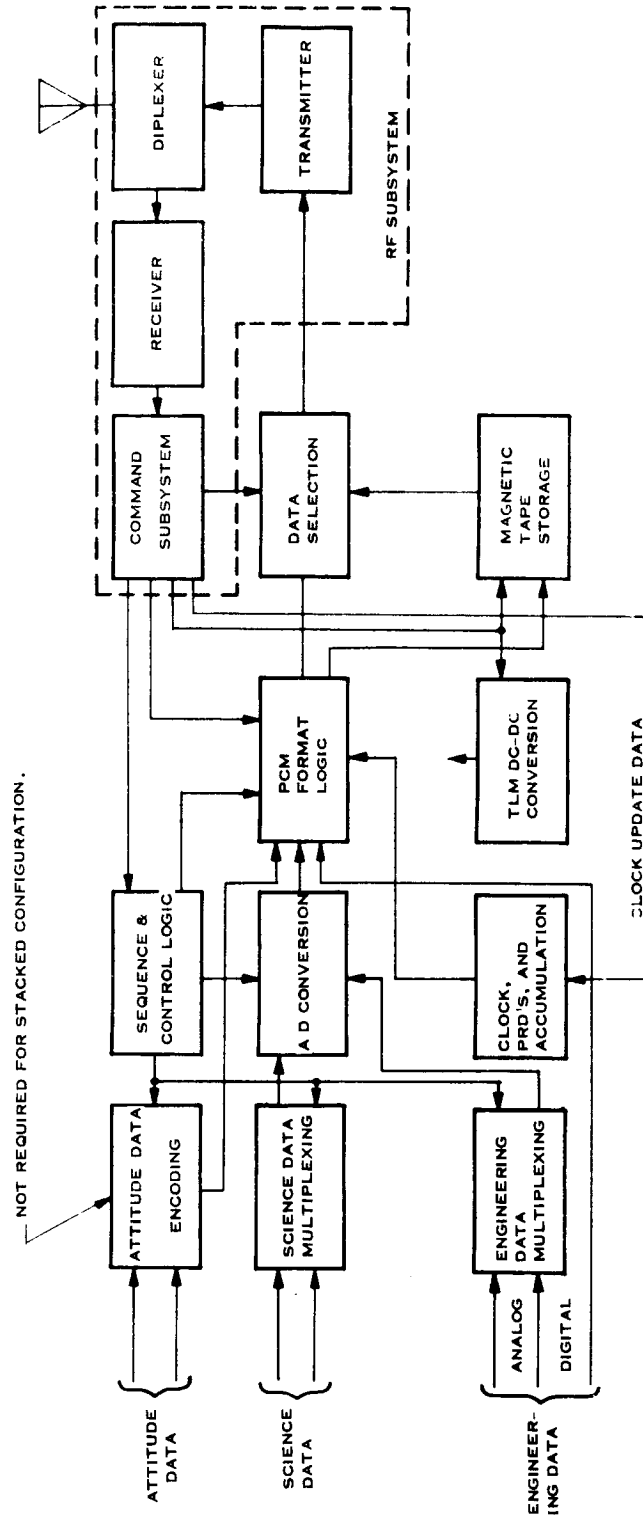 NOT REQUIRED FOR STACKED CONFIGURATION.
ATTITUDE
DATA
ATTITUDE DATA
ENCODING
SEQUENCE &
CONTROL LOGIC
COMMAND
SUBSYSTEM
RECEIVER
DIPLEXER
SCIENCE
DATA
SCIENCE DATA
MULTIPLEXING
A D CONVERSION
PCM
FORMAT
LOGIC
DATA
SELECTION
TRANSMITTER
RF SUBSYSTEM
ENGINEER-
ING DATA
ANALOG
DIGITAL
ENGINEERING
DATA
MULTIPLEXING
CLOCK,
PRD'S, AND
ACCUMULATION
TLM DC-DC
CONVERSION
MAGNETIC
TAPE
STORAGE
CLOCK UPDATE DATA